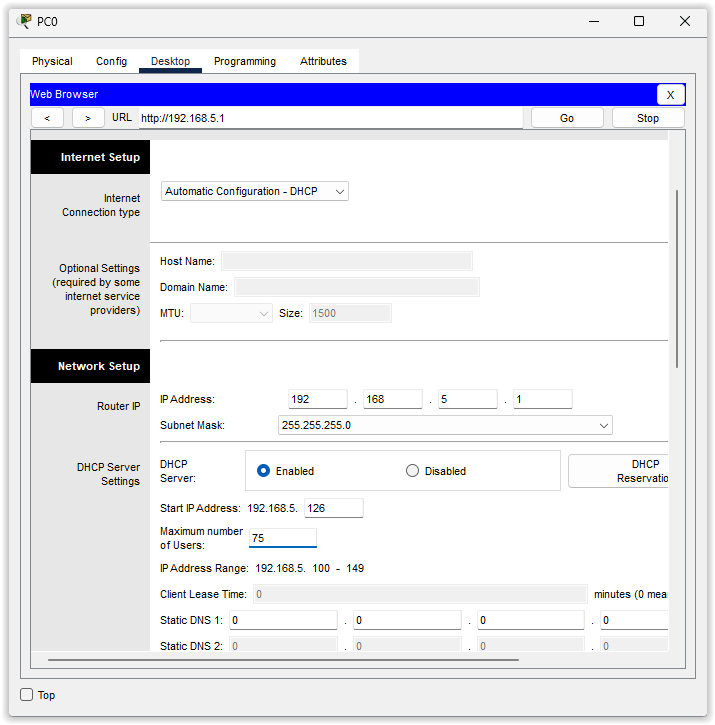 PC0
Physical Config Desktop Programming Attributes
Web Browser X
< > URL http://192.168.5.1 Go Stop
Internet Setup
Internet Connection type
Automatic Configuration - DHCP
Optional Settings
(required by some
internet service
providers)
Host Name:
Domain Name:
MTU: Size: 1500
Network Setup
Router IP
IP Address: 192 . 168 . 5 . 1
Subnet Mask: 255.255.255.0
DHCP Server
Settings
DHCP
Server:
Enabled Disabled
DHCP
Reservatio
Start IP Address: 192.168.5. 126
Maximum number
of Users: 75
IP Address Range: 192.168.5. 100 - 149
Client Lease Time: 0 minutes (0 mea
Static DNS 1: 0 . 0 . 0 . 0
Static DNS 2: 0 . 0 . 0 . 0
Top